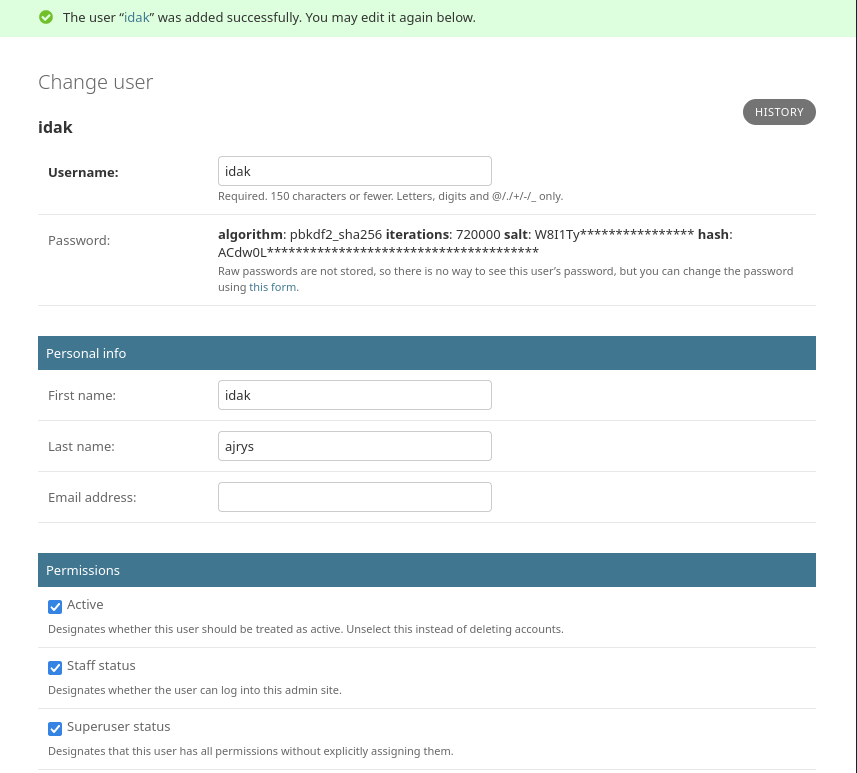 The user “idak” was added successfully. You may edit it again below.
Change user
HISTORY
idak
Username:
idak
Required. 150 characters or fewer. Letters, digits and @/./+/-/_ only.
Password:
algorithm: pbkdf2_sha256 iterations: 720000 salt: W8I1Ty**************** hash:
ACdw0L**************************************
Raw passwords are not stored, so there is no way to see this user’s password, but you can change the password
using this form.
Personal info
First name:
idak
Last name:
ajrys
Email address:
Permissions
Active
Designates whether this user should be treated as active. Unselect this instead of deleting accounts.
Staff status
Designates whether the user can log into this admin site.
Superuser status
Designates that this user has all permissions without explicitly assigning them.